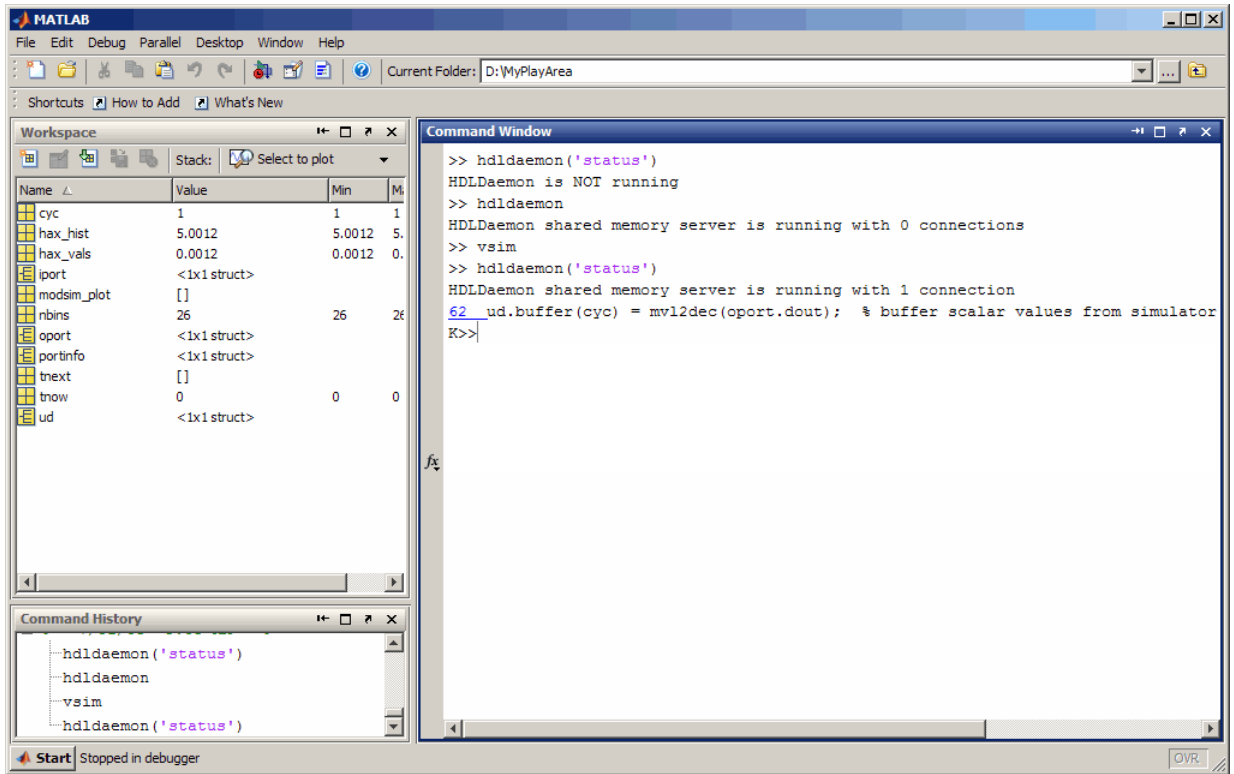 MATLAB
File Edit Debug Parallel Desktop Window Help
Current Folder: D:\MyPlayArea
Shortcuts How to Add What's New
Workspace
Stack: Select to plot
Name Value Min
cyc 1 1 1
hax_hist 5.0012 5.0012 5.
hax_vals 0.0012 0.0012 0.
iport <1x1 struct>
modsim_plot []
nbins 26 26 26
oport <1x1 struct>
portinfo <1x1 struct>
tnext []
tnow 0 0 0
ud <1x1 struct>
Command History
hdldaemon('status')
hdldaemon
vsim
hdldaemon('status')
Command Window
>> hdldaemon('status')
HDLDaemon is NOT running
>> hdldaemon
HDLDaemon shared memory server is running with 0 connections
>> vsim
>> hdldaemon('status')
HDLDaemon shared memory server is running with 1 connection
62 ud.buffer(cyc) = mvl2dec(oport.dout); % buffer scalar values from simulator
K>>
fx
Start Stopped in debugger
OVR